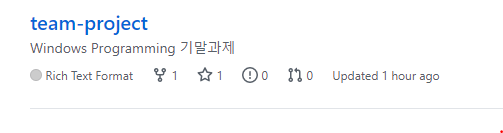 team-project
Windows Programming 기말과제
Rich Text Format 1 1 0 0 Updated 1 hour ago